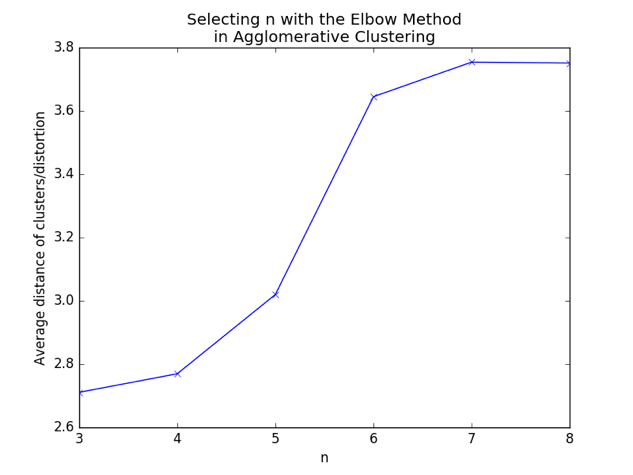 Selecting n with the Elbow Method
in Agglomerative Clustering
Average distance of clusters/distortion
3.8
3.6
3.4
3.2
3.0
2.8
2.6
3 4 5 6 7 8
n